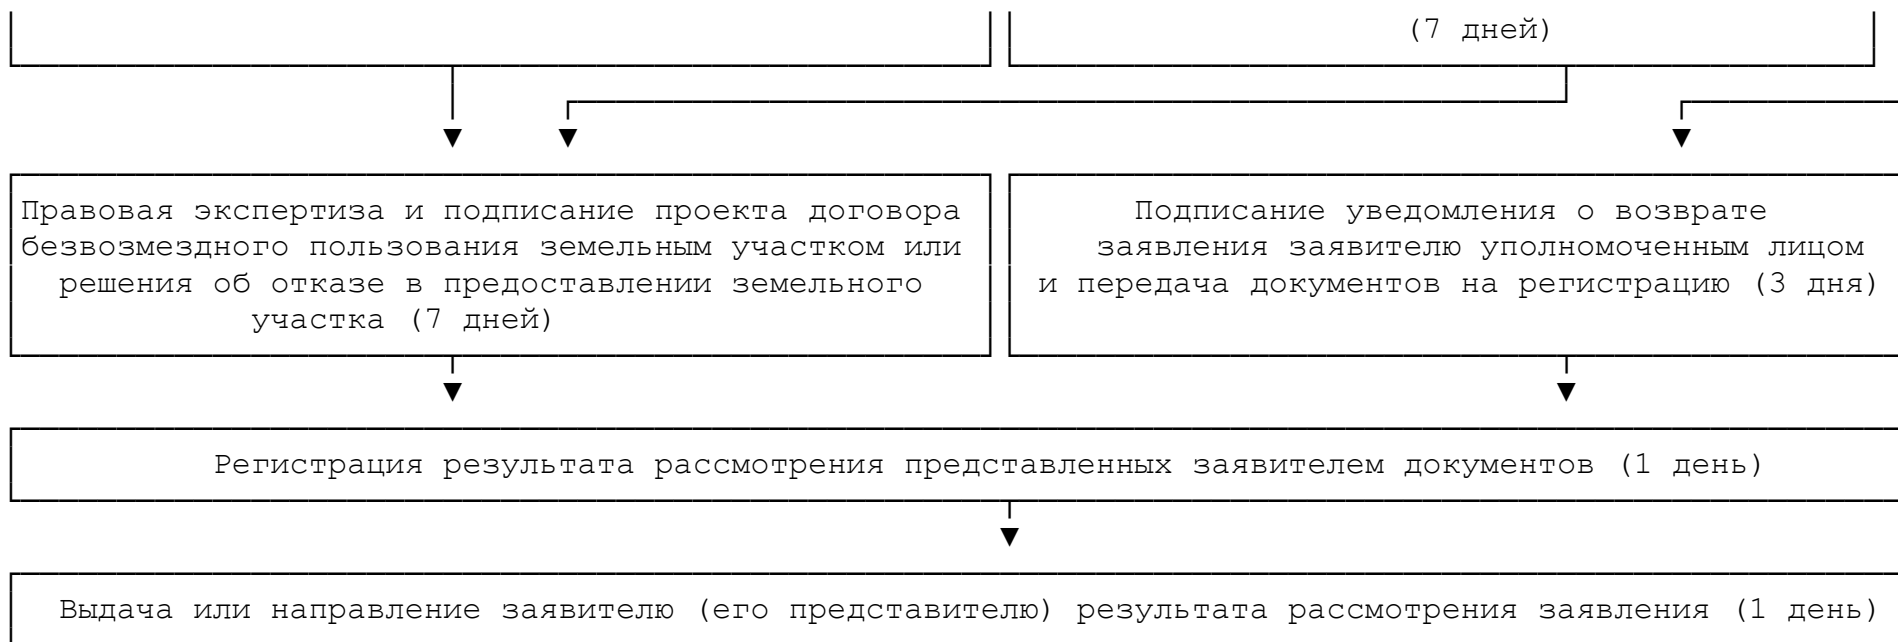 (7 дней)
Правовая экспертиза и подписание проекта договора
безвозмездного пользования земельным участком или
решения об отказе в предоставлении земельного
участка (7 дней)
Подписание уведомления о возврате
заявления заявителю уполномоченным лицом
и передача документов на регистрацию (3 дня)
Регистрация результата рассмотрения представленных заявителем документов (1 день)
Выдача или направление заявителю (его представителю) результата рассмотрения заявления (1 день)